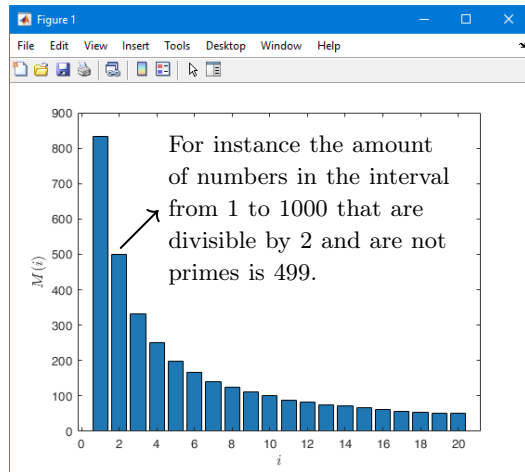 Figure 1
File Edit View Insert Tools Desktop Window Help
900
800
700
600
500
400
300
200
100
0
M(i)
For instance the amount
of numbers in the interval
from 1 to 1000 that are
divisible by 2 and are not
primes is 499.
0 2 4 6 8 10 12 14 16 18 20
i